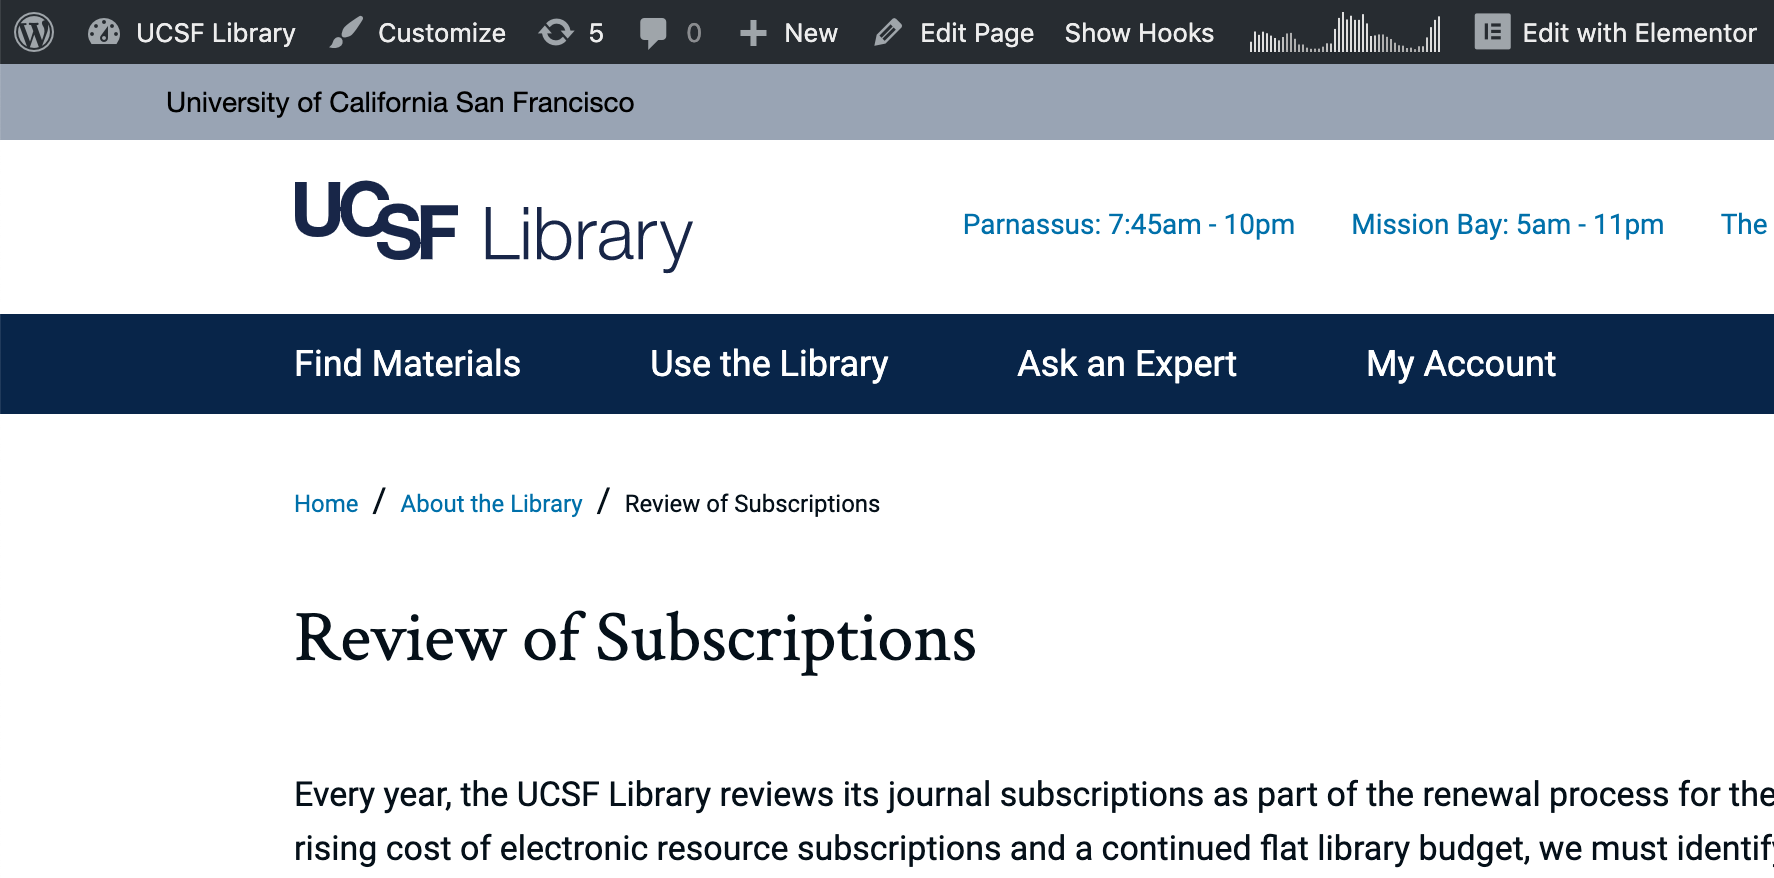 UCSF Library Customize 5 0 New Edit Page Show Hooks Edit with Elementor
University of California San Francisco
UCSF Library
Parnassus: 7:45am - 10pm Mission Bay: 5am - 11pm The
Find Materials Use the Library Ask an Expert My Account
Home / About the Library / Review of Subscriptions
Review of Subscriptions
Every year, the UCSF Library reviews its journal subscriptions as part of the renewal process for the
rising cost of electronic resource subscriptions and a continued flat library budget, we must identify